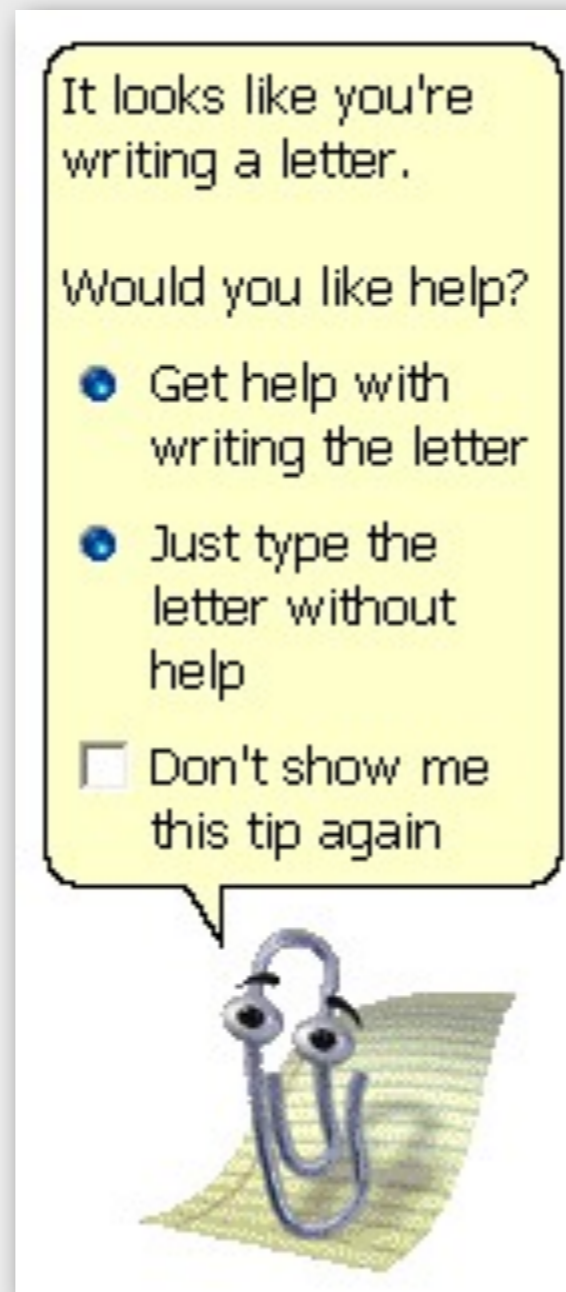 It looks like you're
writing a letter.
Would you like help?
Get help with
writing the letter
Just type the
letter without
help
Don't show me
this tip again